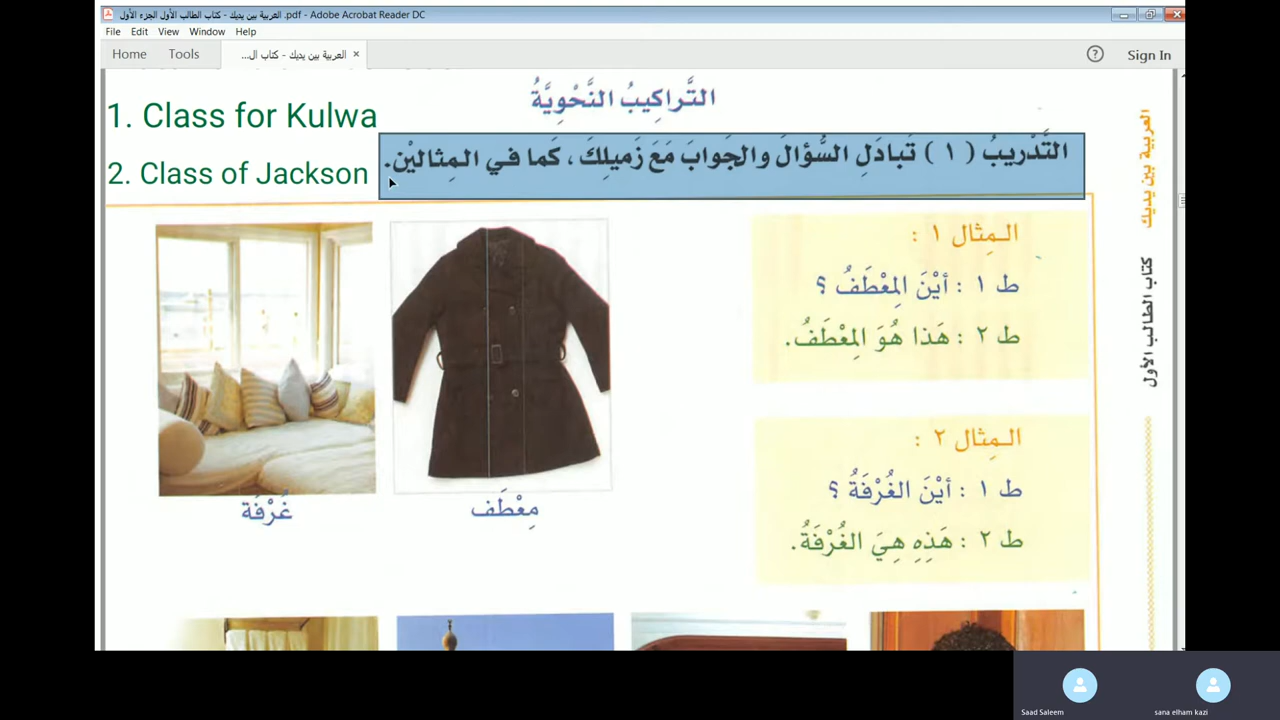 العربية بين يديك - كتاب الطالب الأول الجزء الأول .pdf - Adobe Acrobat Reader DC
File Edit View Window Help
Home Tools العربية بين يديك - كتاب ال... × ? Sign In
التَّراكِيبُ النَّحْوِيَّةُ
1. Class for Kulwa
2. Class of Jackson
التَّدْريبُ ( ١ ) تَبادَلِ السُّؤالَ والجَوابَ مَعَ زَميلِكَ ، كَما في المِثالَيْنِ.
المِثال ١ :
ط ١ : أيْنَ المِعْطَفُ ؟
ط ٢ : هَذا هُوَ المِعْطَفُ.
المِثال ٢ :
ط ١ : أيْنَ الغُرْفَةُ ؟
ط ٢ : هَذِهِ هِيَ الغُرْفَةُ.
مِعْطَف
غُرْفَة
العربية بين يديك
كتاب الطالب الأول
Saad Saleem
sana elham kazi